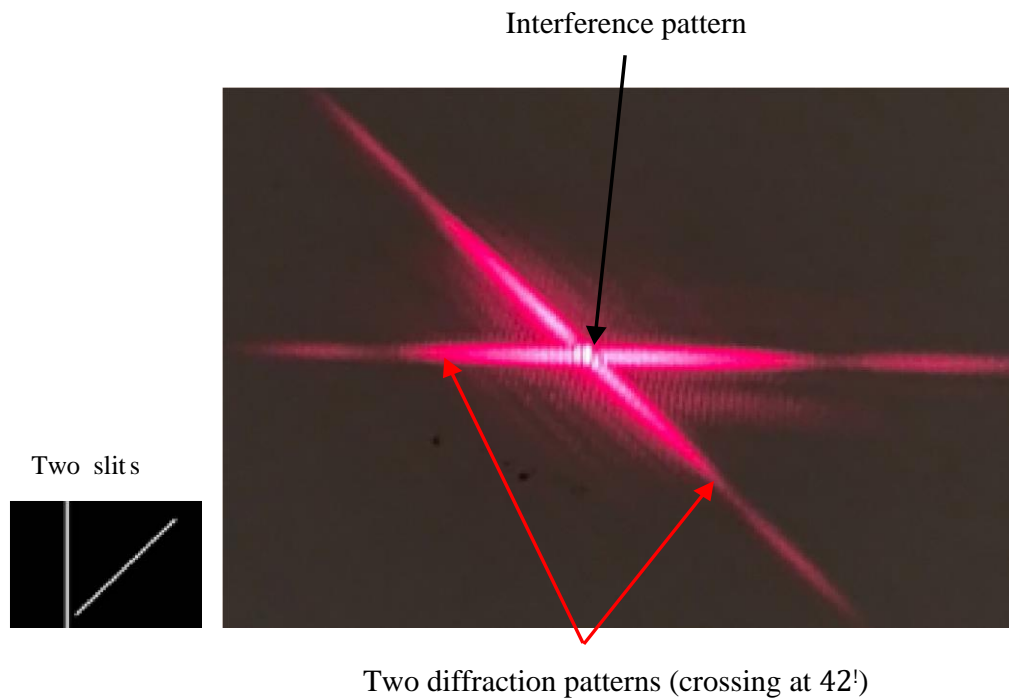 Interference pattern
Two slits
Two diffraction patterns (crossing at 42!)